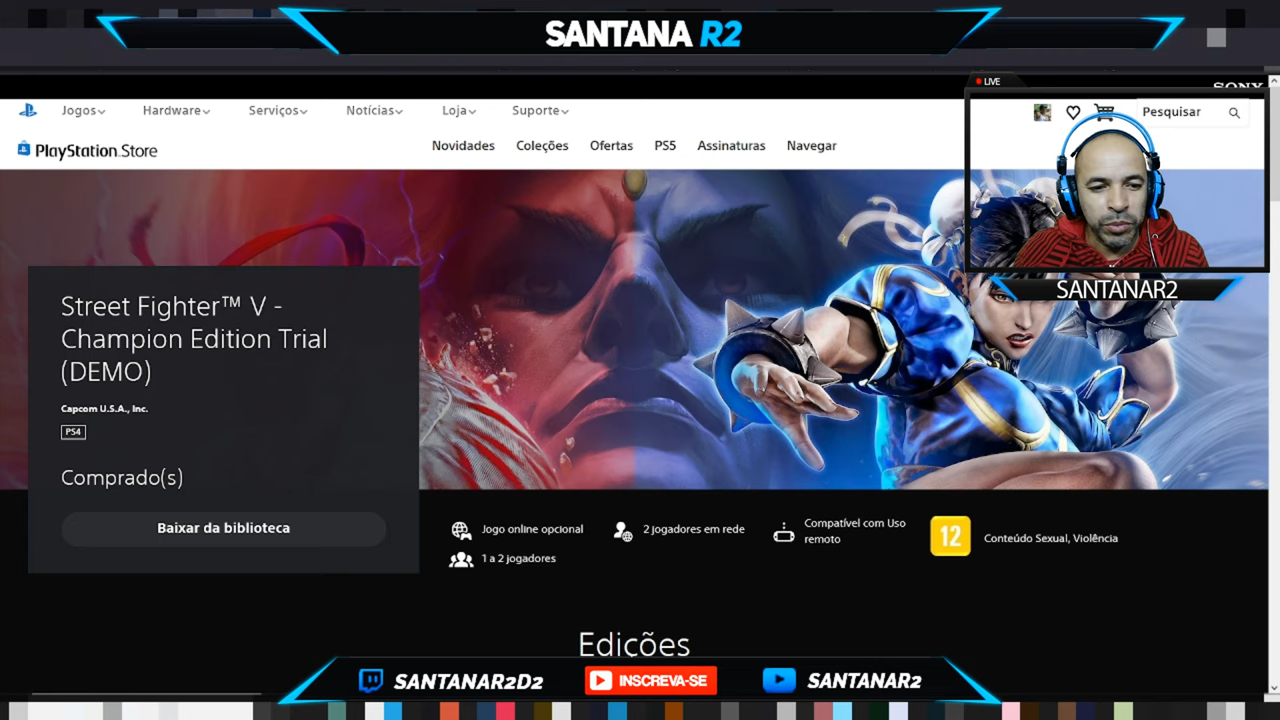 SANTANA R2
LIVE
SONY
Jogos
Hardware
Serviços
Notícias
Loja
Suporte
Pesquisar
PlayStation.Store
Novidades
Coleções
Ofertas
PS5
Assinaturas
Navegar
SANTANAR2
Street Fighter™ V -
Champion Edition Trial
(DEMO)
Capcom U.S.A., Inc.
PS4
Comprado(s)
Baixar da biblioteca
Jogo online opcional
2 jogadores em rede
Compatível com Uso
remoto
12
Conteúdo Sexual, Violência
1 a 2 jogadores
Edições
SANTANAR2D2
INSCREVA-SE
SANTANAR2